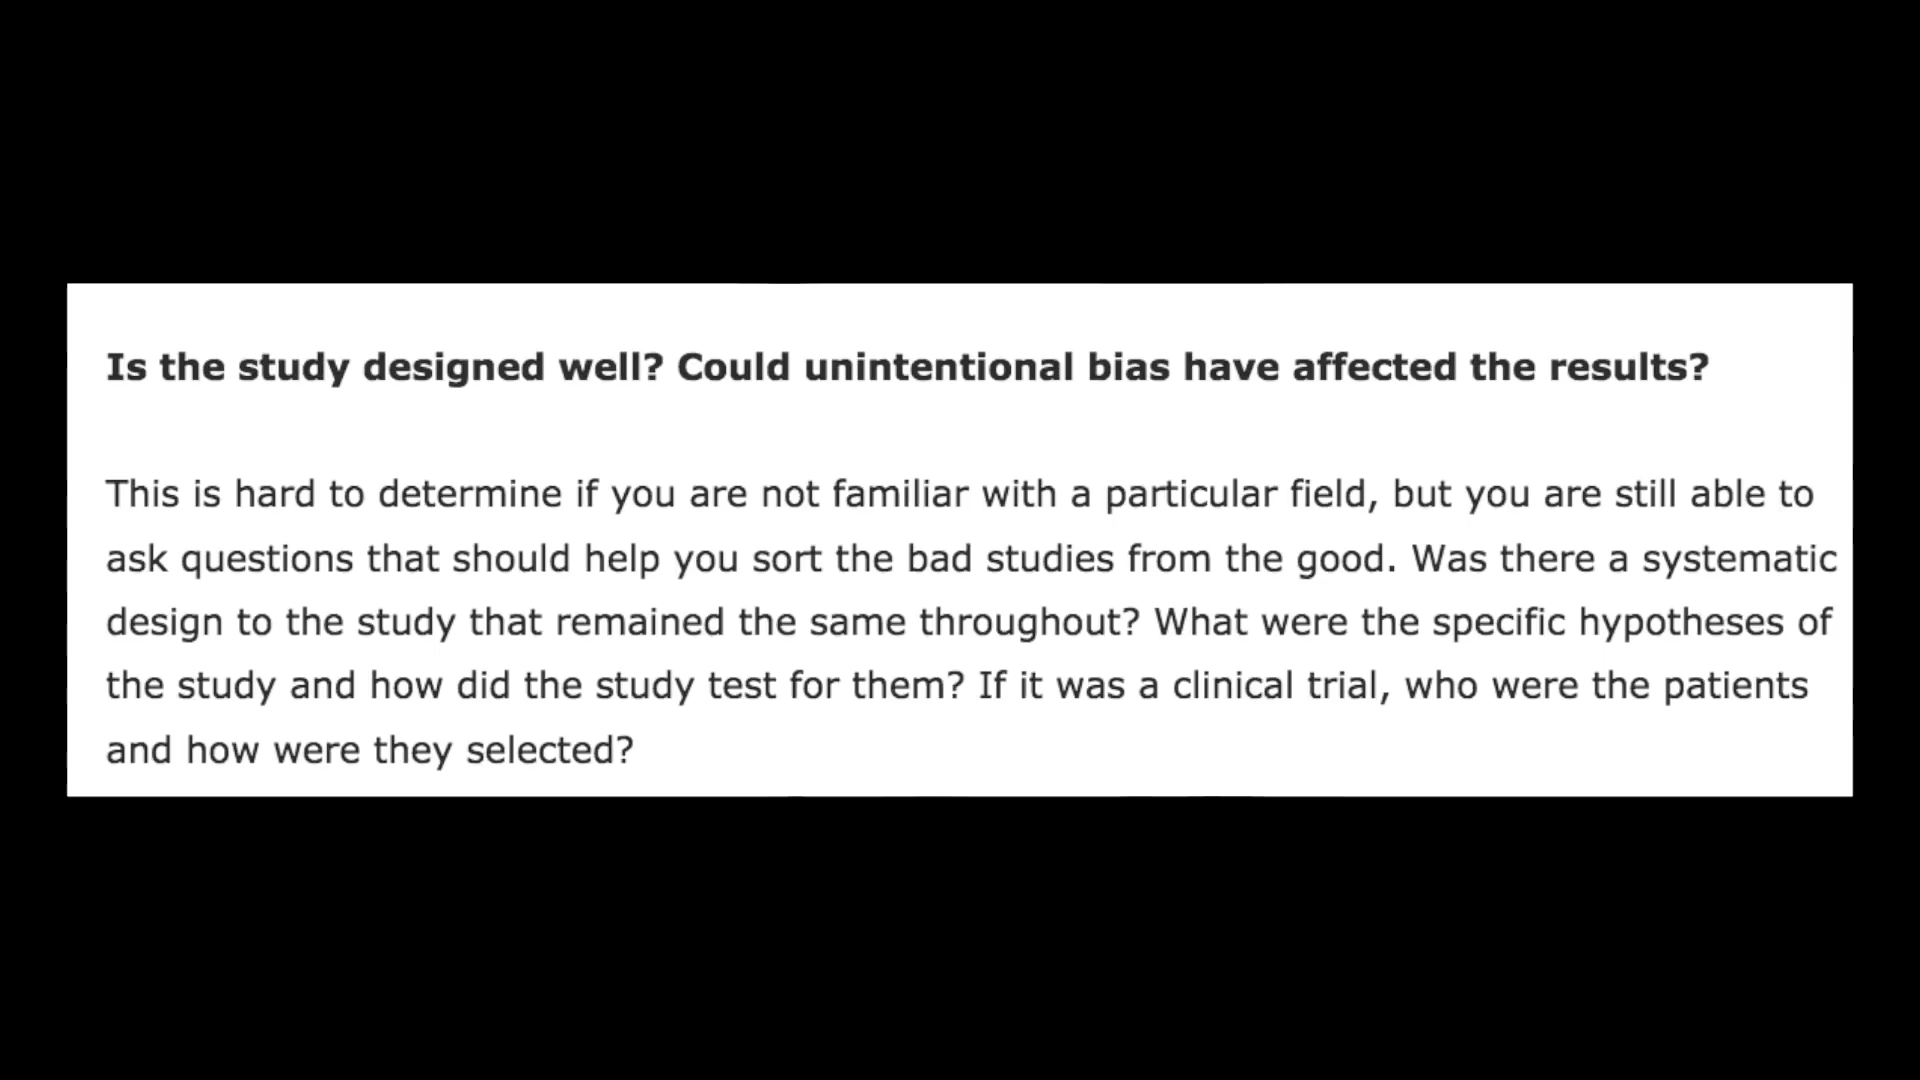 Is the study designed well? Could unintentional bias have affected the results?
This is hard to determine if you are not familiar with a particular field, but you are still able to
ask questions that should help you sort the bad studies from the good. Was there a systematic
design to the study that remained the same throughout? What were the specific hypotheses of
the study and how did the study test for them? If it was a clinical trial, who were the patients
and how were they selected?